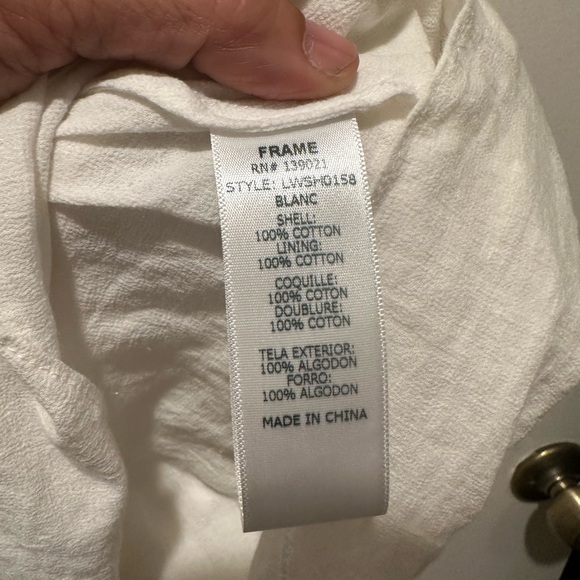 FRAME
RN# 139021
STYLE: LWSH0158
BLANC
SHELL:
100% COTTON
LINING:
100% COTTON
COQUILLE:
100% COTON
DOUBLURE:
100% COTON
TELA EXTERIOR:
100% ALGODON
FORRO:
100% ALGODON
MADE IN CHINA